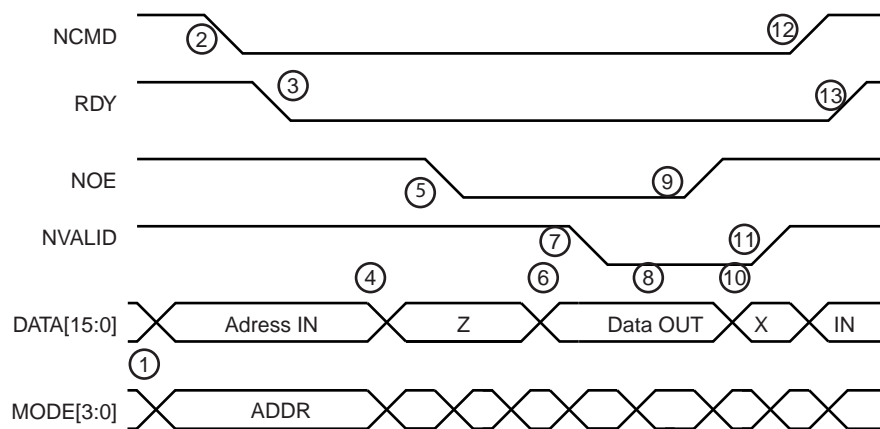 NCMD
2
12
RDY
3
13
NOE
5
9
NVALID
7
11
4
6
8
10
DATA[15:0]
Adress IN
Z
Data OUT
X
IN
1
MODE[3:0]
ADDR